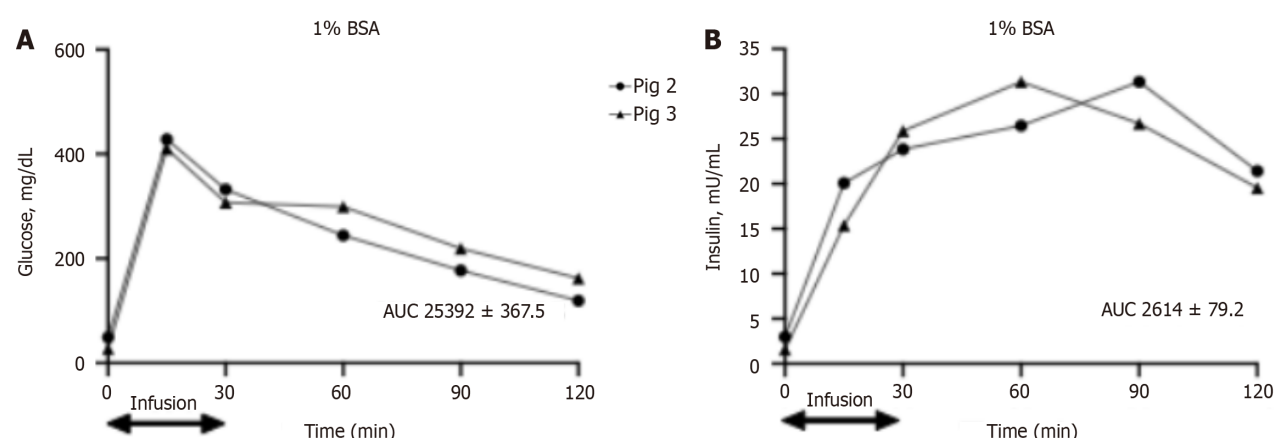 A
1% BSA
600
400
200
0
Glucose, mg/dL
0
30
60
90
120
Infusion
Time (min)
AUC 25392 ± 367.5
Pig 2
Pig 3
B
1% BSA
35
30
25
20
15
10
5
0
Insulin, mU/mL
0
30
60
90
120
Infusion
Time (min)
AUC 2614 ± 79.2